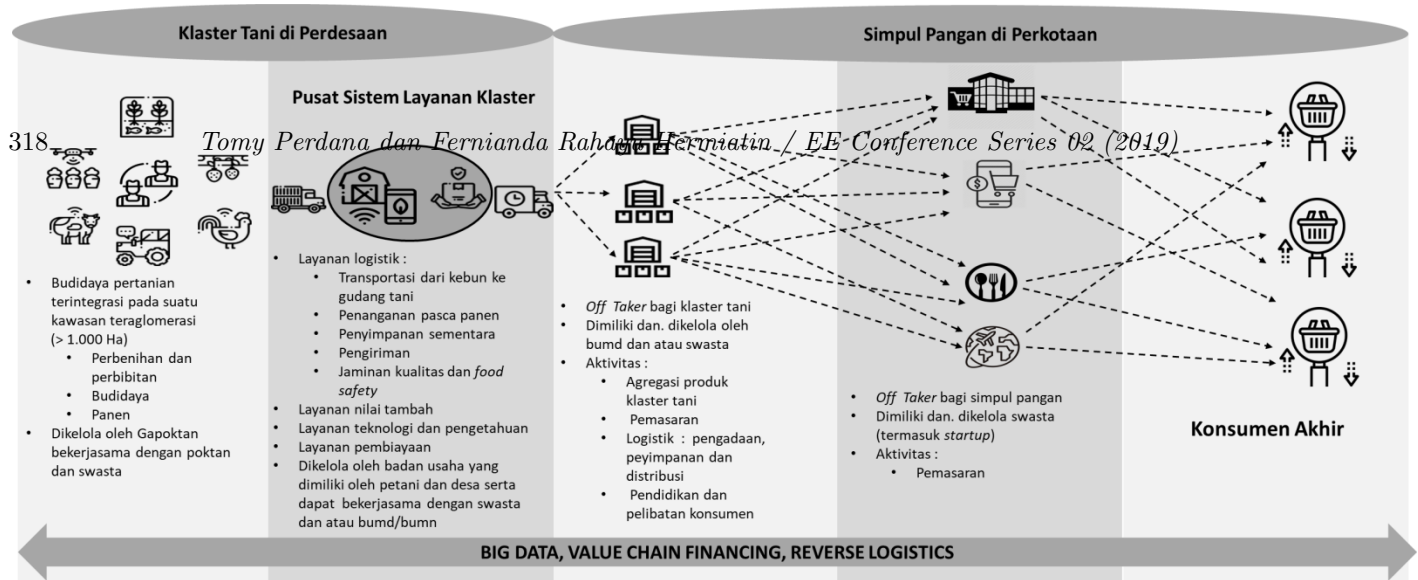 Klaster Tani di Perdesaan
Simpul Pangan di Perkotaan
318
Tomy Perdana dan Fernianda Rahayu Hermiatin / EE Conference Series 02 (2019)
• Budidaya pertanian
terintegrasi pada suatu
kawasan teraglomerasi
(> 1.000 Ha)
• Perbenihan dan
perbibitan
• Budidaya
• Panen
• Dikelola oleh Gapoktan
bekerjasama dengan poktan
dan swasta
Pusat Sistem Layanan Klaster
• Layanan logistik :
• Transportasi dari kebun ke
gudang tani
• Penanganan pasca panen
• Penyimpanan sementara
• Pengiriman
• Jaminan kualitas dan food
safety
• Layanan nilai tambah
• Layanan teknologi dan pengetahuan
• Layanan pembiayaan
• Dikelola oleh badan usaha yang
dimiliki oleh petani dan desa serta
dapat bekerjasama dengan swasta
dan atau bumd/bumn
• Off Taker bagi klaster tani
• Dimiliki dan. dikelola oleh
bumd dan atau swasta
• Aktivitas :
• Agregasi produk
klaster tani
• Pemasaran
• Logistik : pengadaan,
peyimpanan dan
distribusi
• Pendidikan dan
pelibatan konsumen
• Off Taker bagi simpul pangan
• Dimiliki dan. dikelola swasta
(termasuk startup)
• Aktivitas :
• Pemasaran
Konsumen Akhir
BIG DATA, VALUE CHAIN FINANCING, REVERSE LOGISTICS